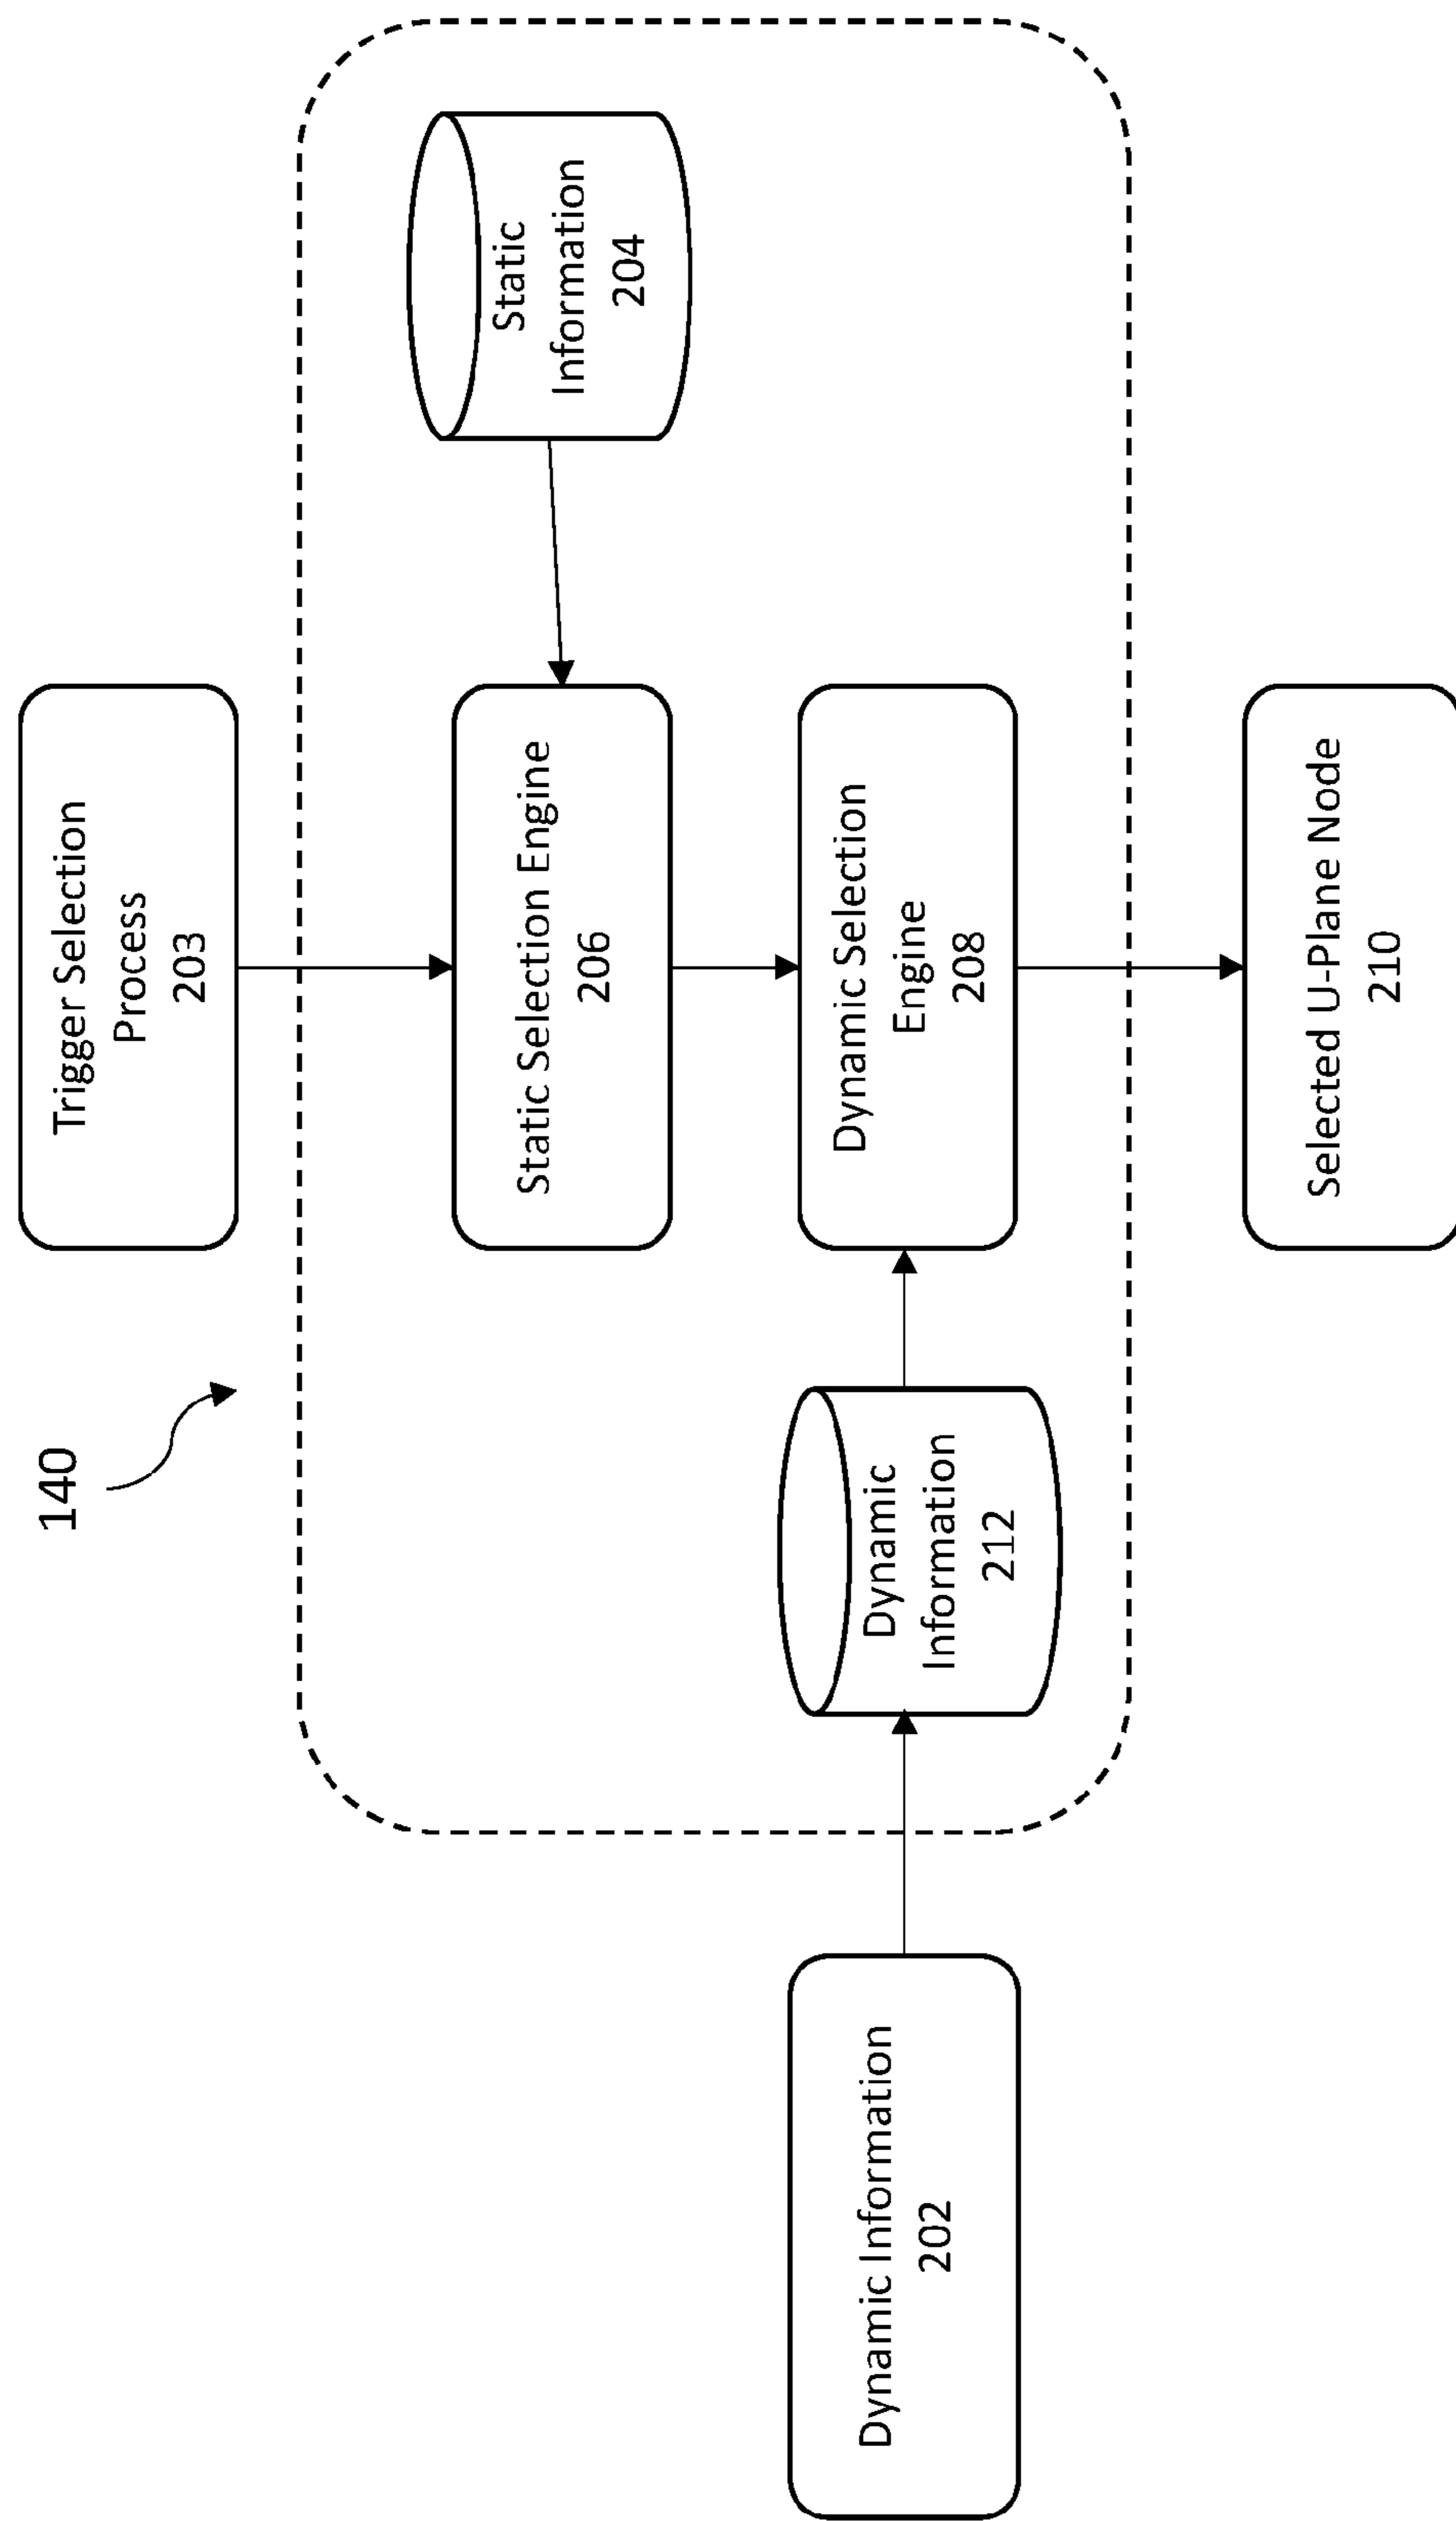 140
Trigger Selection
Process
203
Static
Information
204
Static Selection Engine
206
Dynamic Information
202
Dynamic
Information
212
Dynamic Selection
Engine
208
Selected U-Plane Node
210